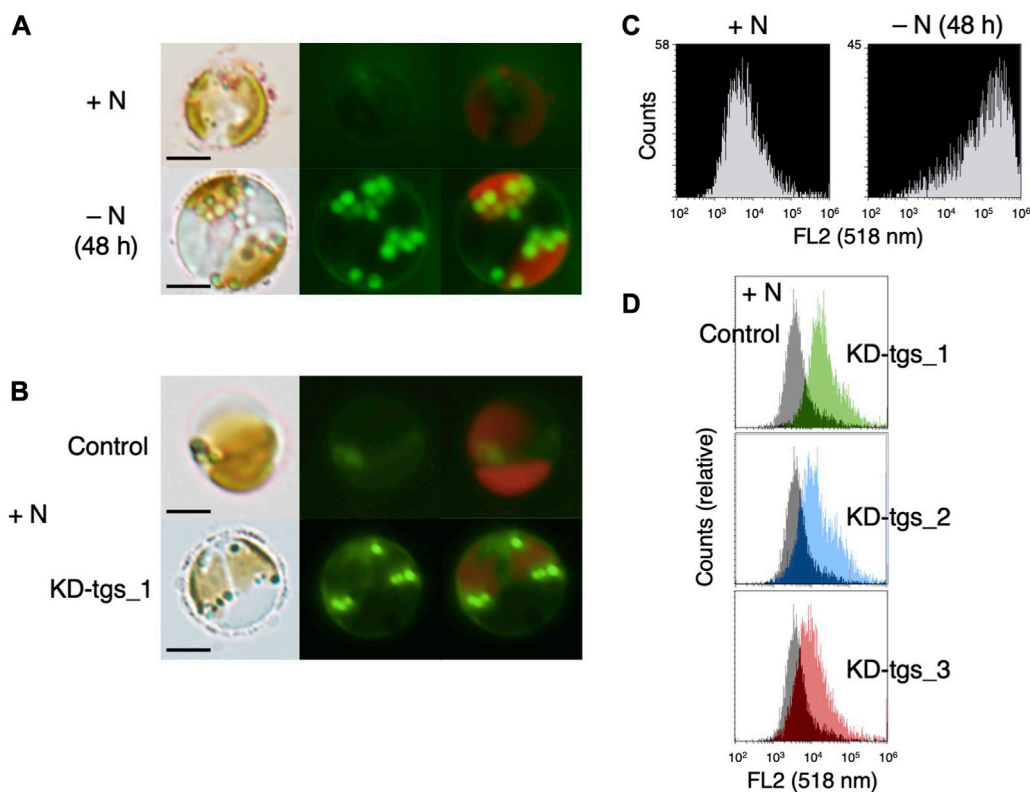 A
+ N
– N
(48 h)
B
Control
+ N
KD-tgs_1
C
+ N
– N (48 h)
58
45
Counts
10² 10³ 10⁴ 10⁵ 10⁶
10² 10³ 10⁴ 10⁵ 10⁶
FL2 (518 nm)
D
+ N
Control
KD-tgs_1
KD-tgs_2
KD-tgs_3
Counts (relative)
10² 10³ 10⁴ 10⁵ 10⁶
FL2 (518 nm)